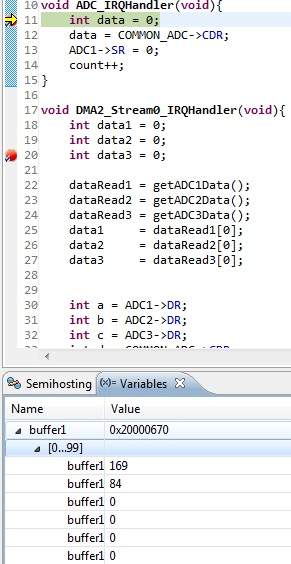 10 void ADC_IRQHandler(void){
11 int data = 0;
12 data = COMMON_ADC->CDR;
13 ADC1->SR = 0;
14 count++;
15 }
16
17 void DMA2_Stream0_IRQHandler(void){
18 int data1 = 0;
19 int data2 = 0;
20 int data3 = 0;
21
22 dataRead1 = getADC1Data();
23 dataRead2 = getADC2Data();
24 dataRead3 = getADC3Data();
25 data1 = dataRead1[0];
26 data2 = dataRead2[0];
27 data3 = dataRead3[0];
28
29
30 int a = ADC1->DR;
31 int b = ADC2->DR;
32 int c = ADC3->DR;
Semihosting (x)= Variables
Name Value
buffer1 0x20000670
[0...99]
buffer1 169
buffer1 84
buffer1 0
buffer1 0
buffer1 0
buffer1 0